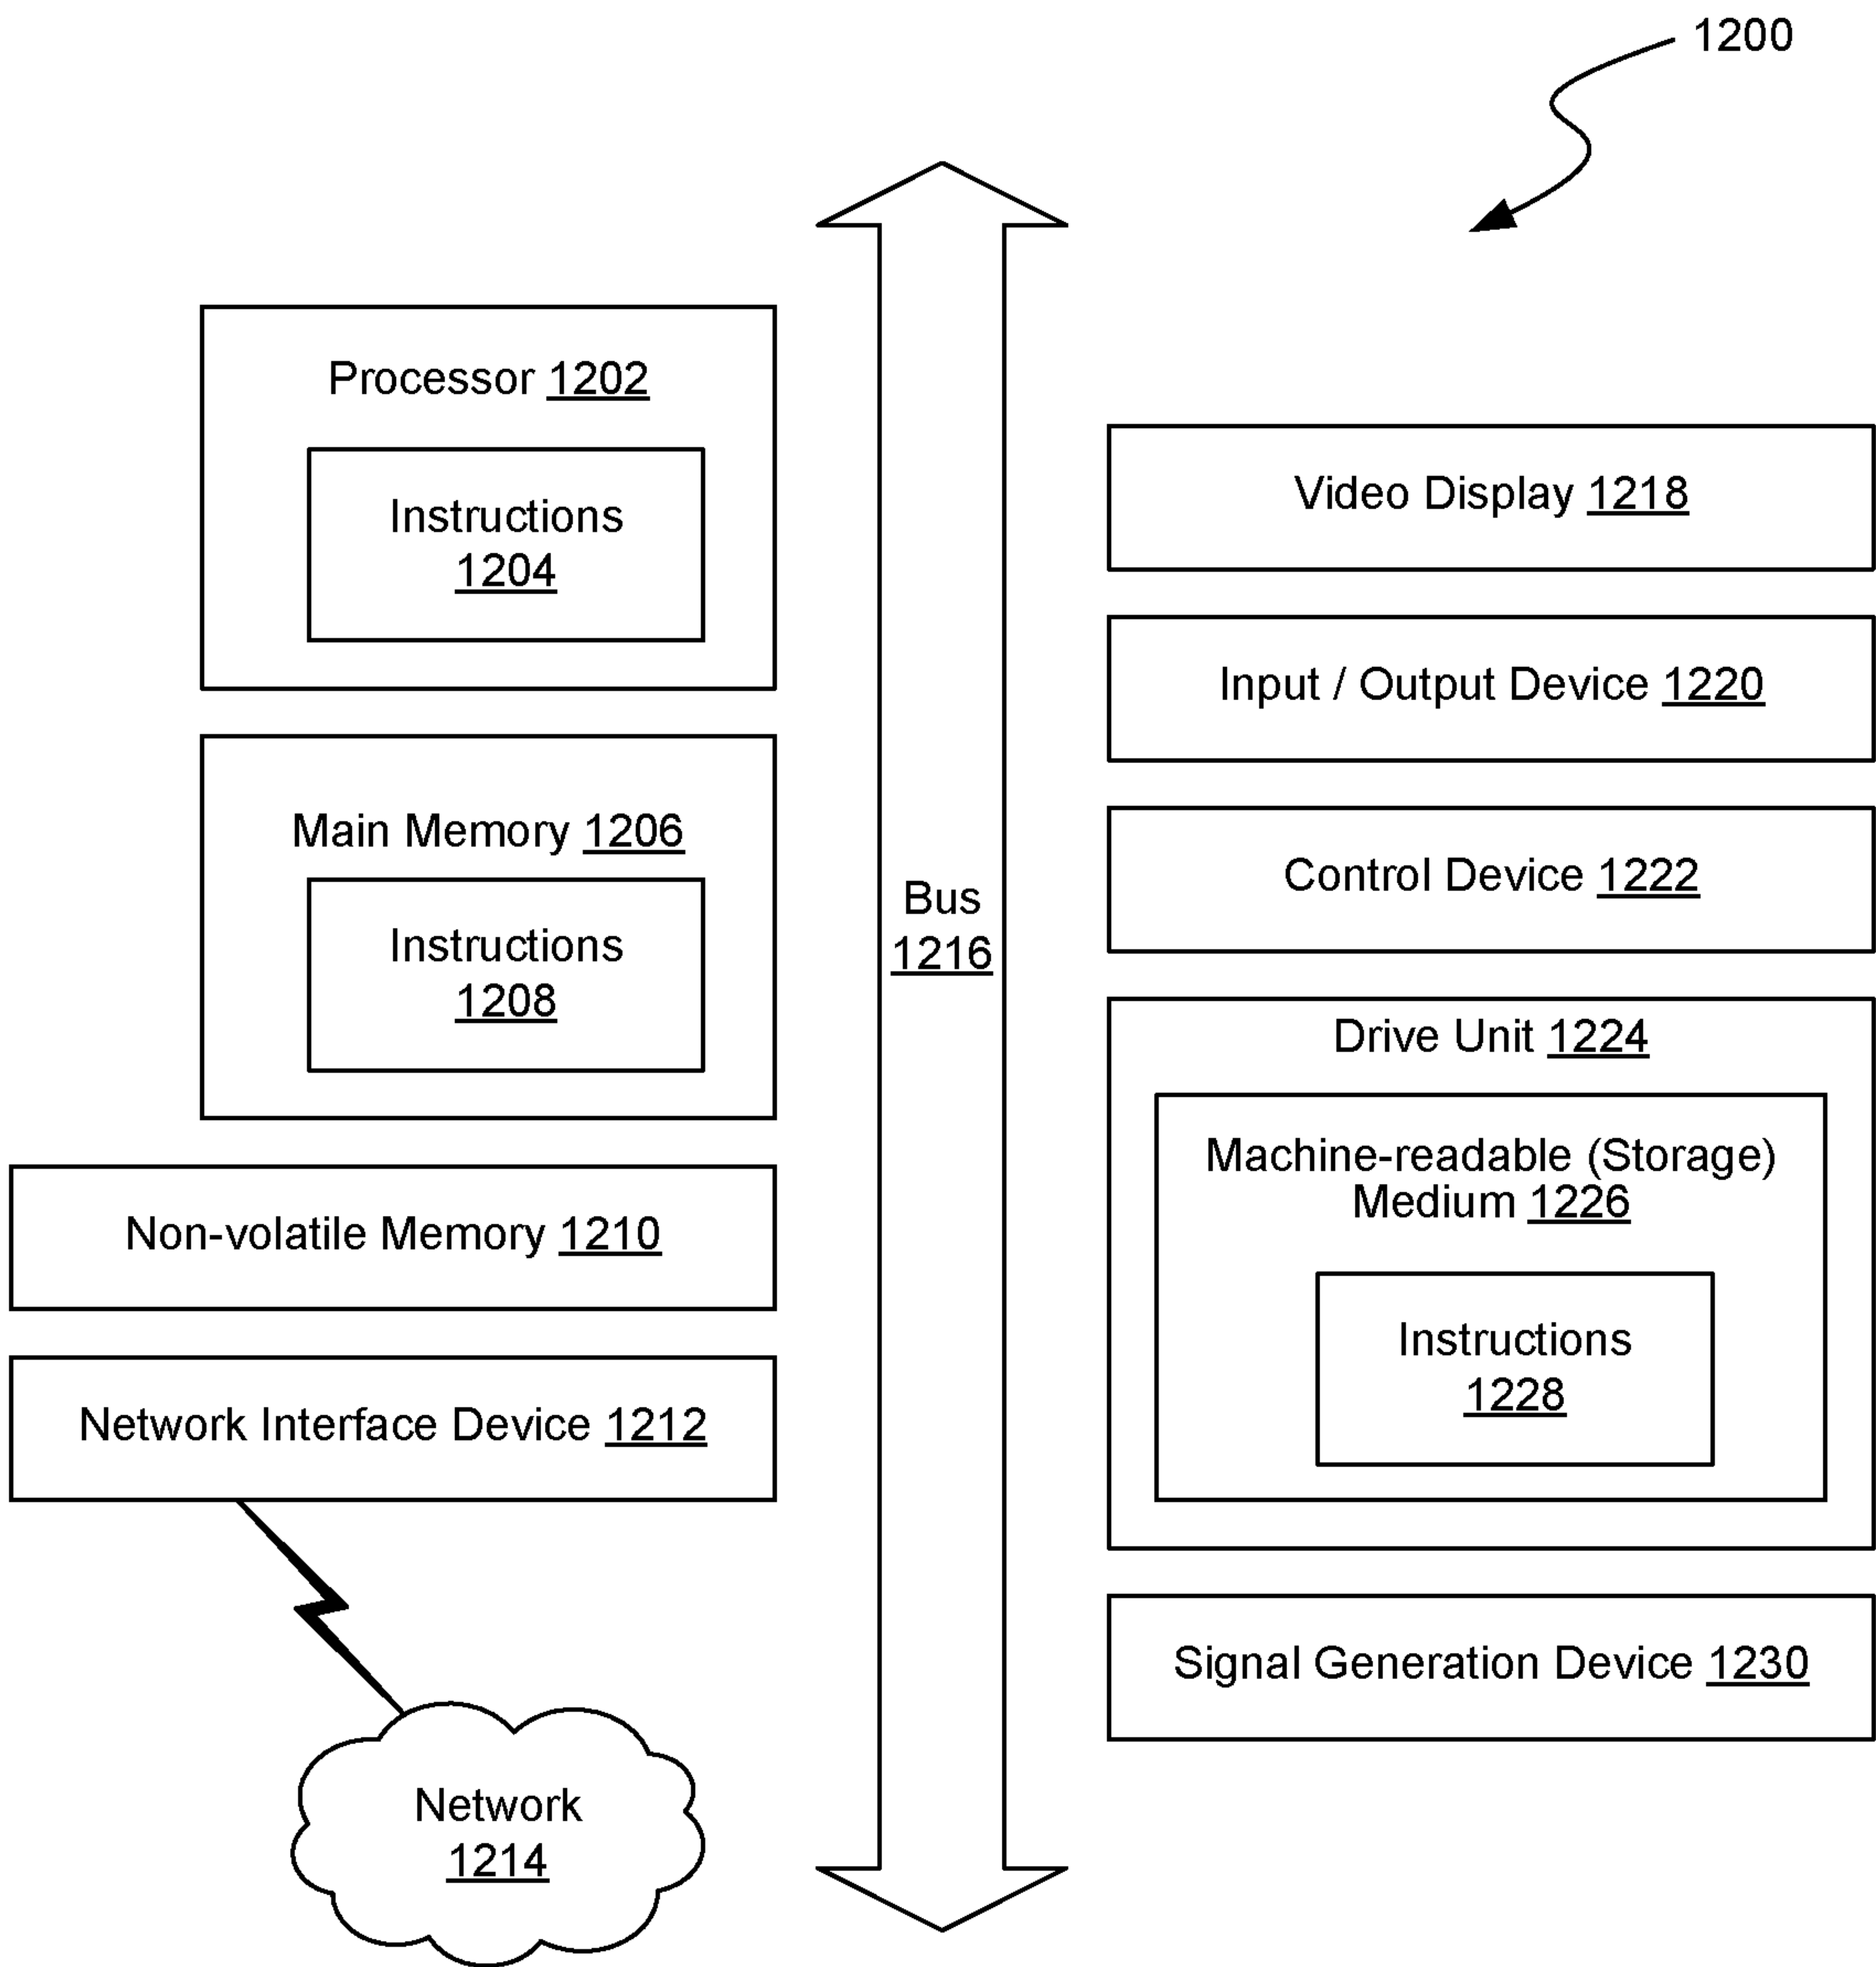 1200
Processor 1202
Instructions
1204
Main Memory 1206
Instructions
1208
Non-volatile Memory 1210
Network Interface Device 1212
Network
1214
Bus
1216
Video Display 1218
Input / Output Device 1220
Control Device 1222
Drive Unit 1224
Machine-readable (Storage)
Medium 1226
Instructions
1228
Signal Generation Device 1230